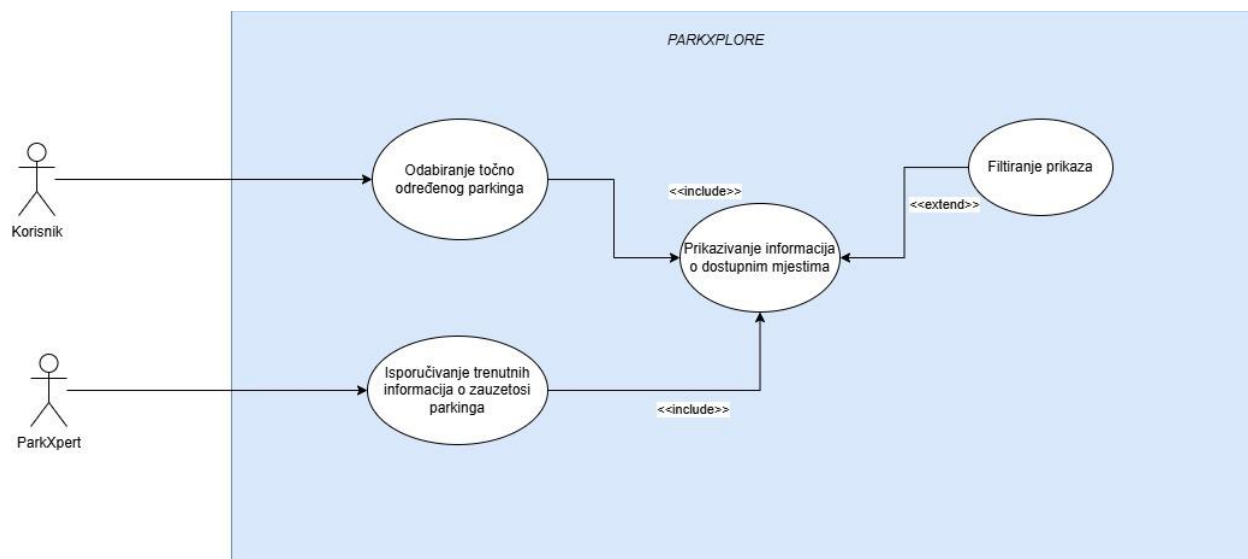 PARKXPLORE
Odabiranje točno
određenog parkinga
Filtiranje prikaza
<<include>>
<<extend>>
Korisnik
Prikazivanje informacija
o dostupnim mjestima
Isporučivanje trenutnih
informacija o zauzetosi
parkinga
<<include>>
ParkXpert